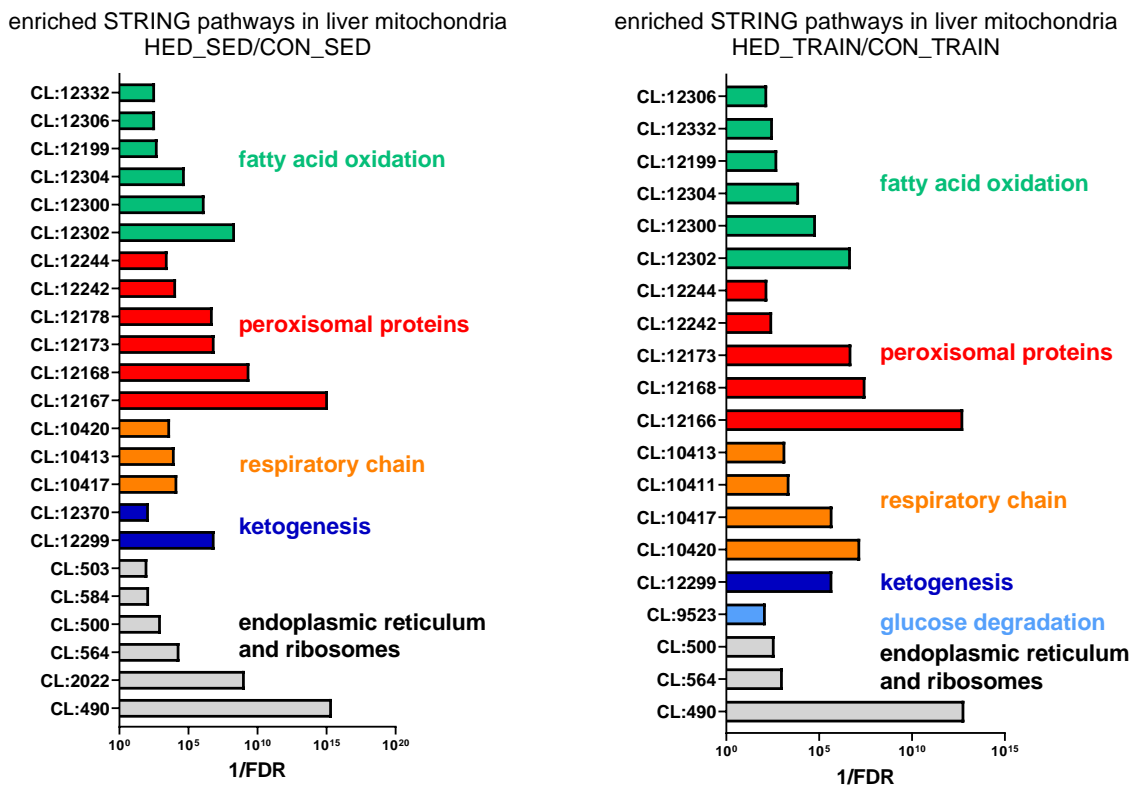 enriched STRING pathways in liver mitochondria
HED_SED/CON_SED
CL:12332
CL:12306
CL:12199
CL:12304
CL:12300
CL:12302
CL:12244
CL:12242
CL:12178
CL:12173
CL:12168
CL:12167
CL:10420
CL:10413
CL:10417
CL:12370
CL:12299
CL:503
CL:584
CL:500
CL:564
CL:2022
CL:490
fatty acid oxidation
peroxisomal proteins
respiratory chain
ketogenesis
endoplasmic reticulum
and ribosomes
10⁰ 10⁵ 10¹⁰ 10¹⁵ 10²⁰
1/FDR
enriched STRING pathways in liver mitochondria
HED_TRAIN/CON_TRAIN
CL:12306
CL:12332
CL:12199
CL:12304
CL:12300
CL:12302
CL:12244
CL:12242
CL:12173
CL:12168
CL:12166
CL:10413
CL:10411
CL:10417
CL:10420
CL:12299
CL:9523
CL:500
CL:564
CL:490
fatty acid oxidation
peroxisomal proteins
respiratory chain
ketogenesis
glucose degradation
endoplasmic reticulum
and ribosomes
10⁰ 10⁵ 10¹⁰ 10¹⁵
1/FDR